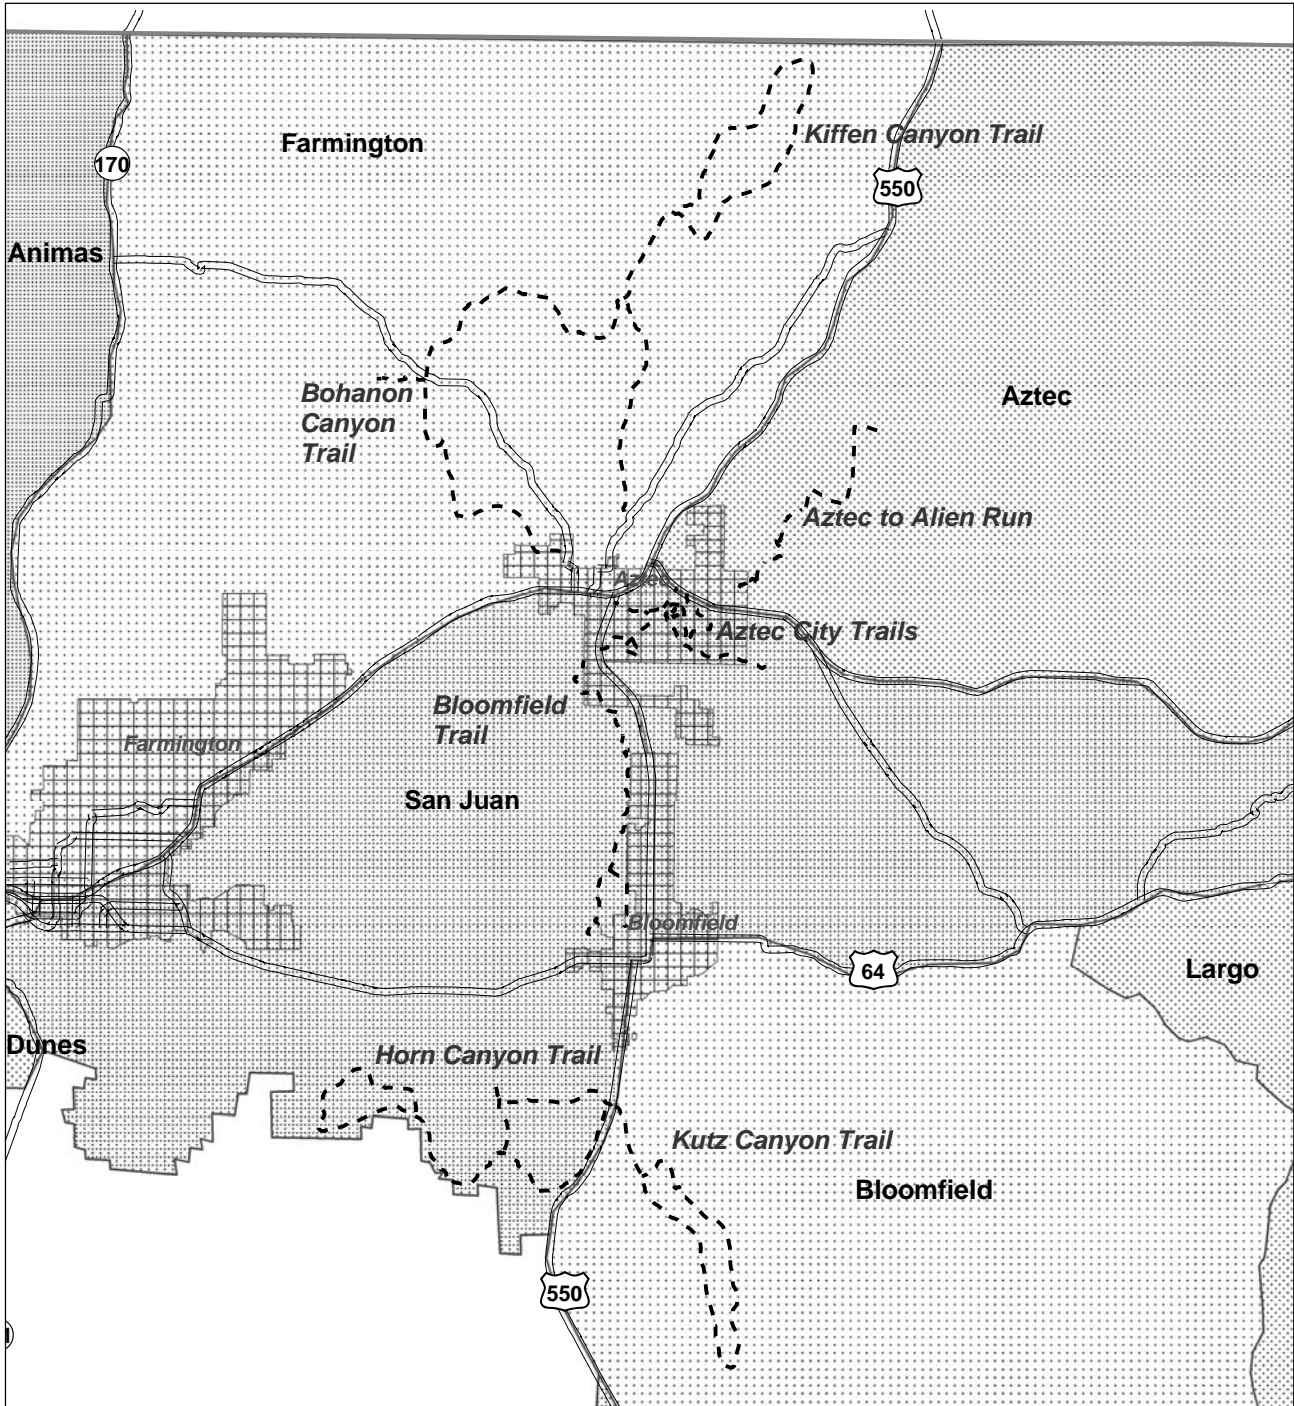 Kiffen Canyon Trail
Farmington
170
550
Animas
Bohanon
Canyon
Trail
Aztec
Aztec to Alien Run
Aztec
Aztec City Trails
Bloomfield
Trail
Farmington
San Juan
Bloomfield
64
Largo
Dunes
Horn Canyon Trail
Kutz Canyon Trail
Bloomfield
550